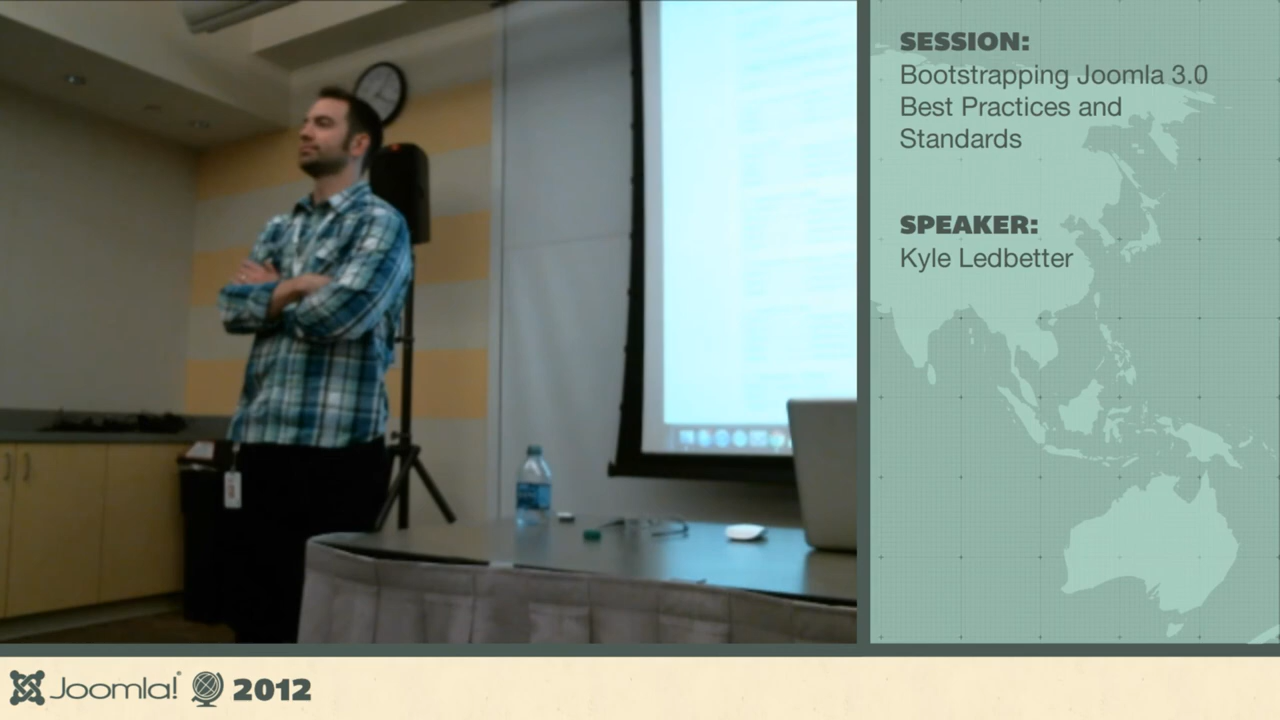 SESSION:
Bootstrapping Joomla 3.0
Best Practices and
Standards
SPEAKER:
Kyle Ledbetter
Joomla!® 2012